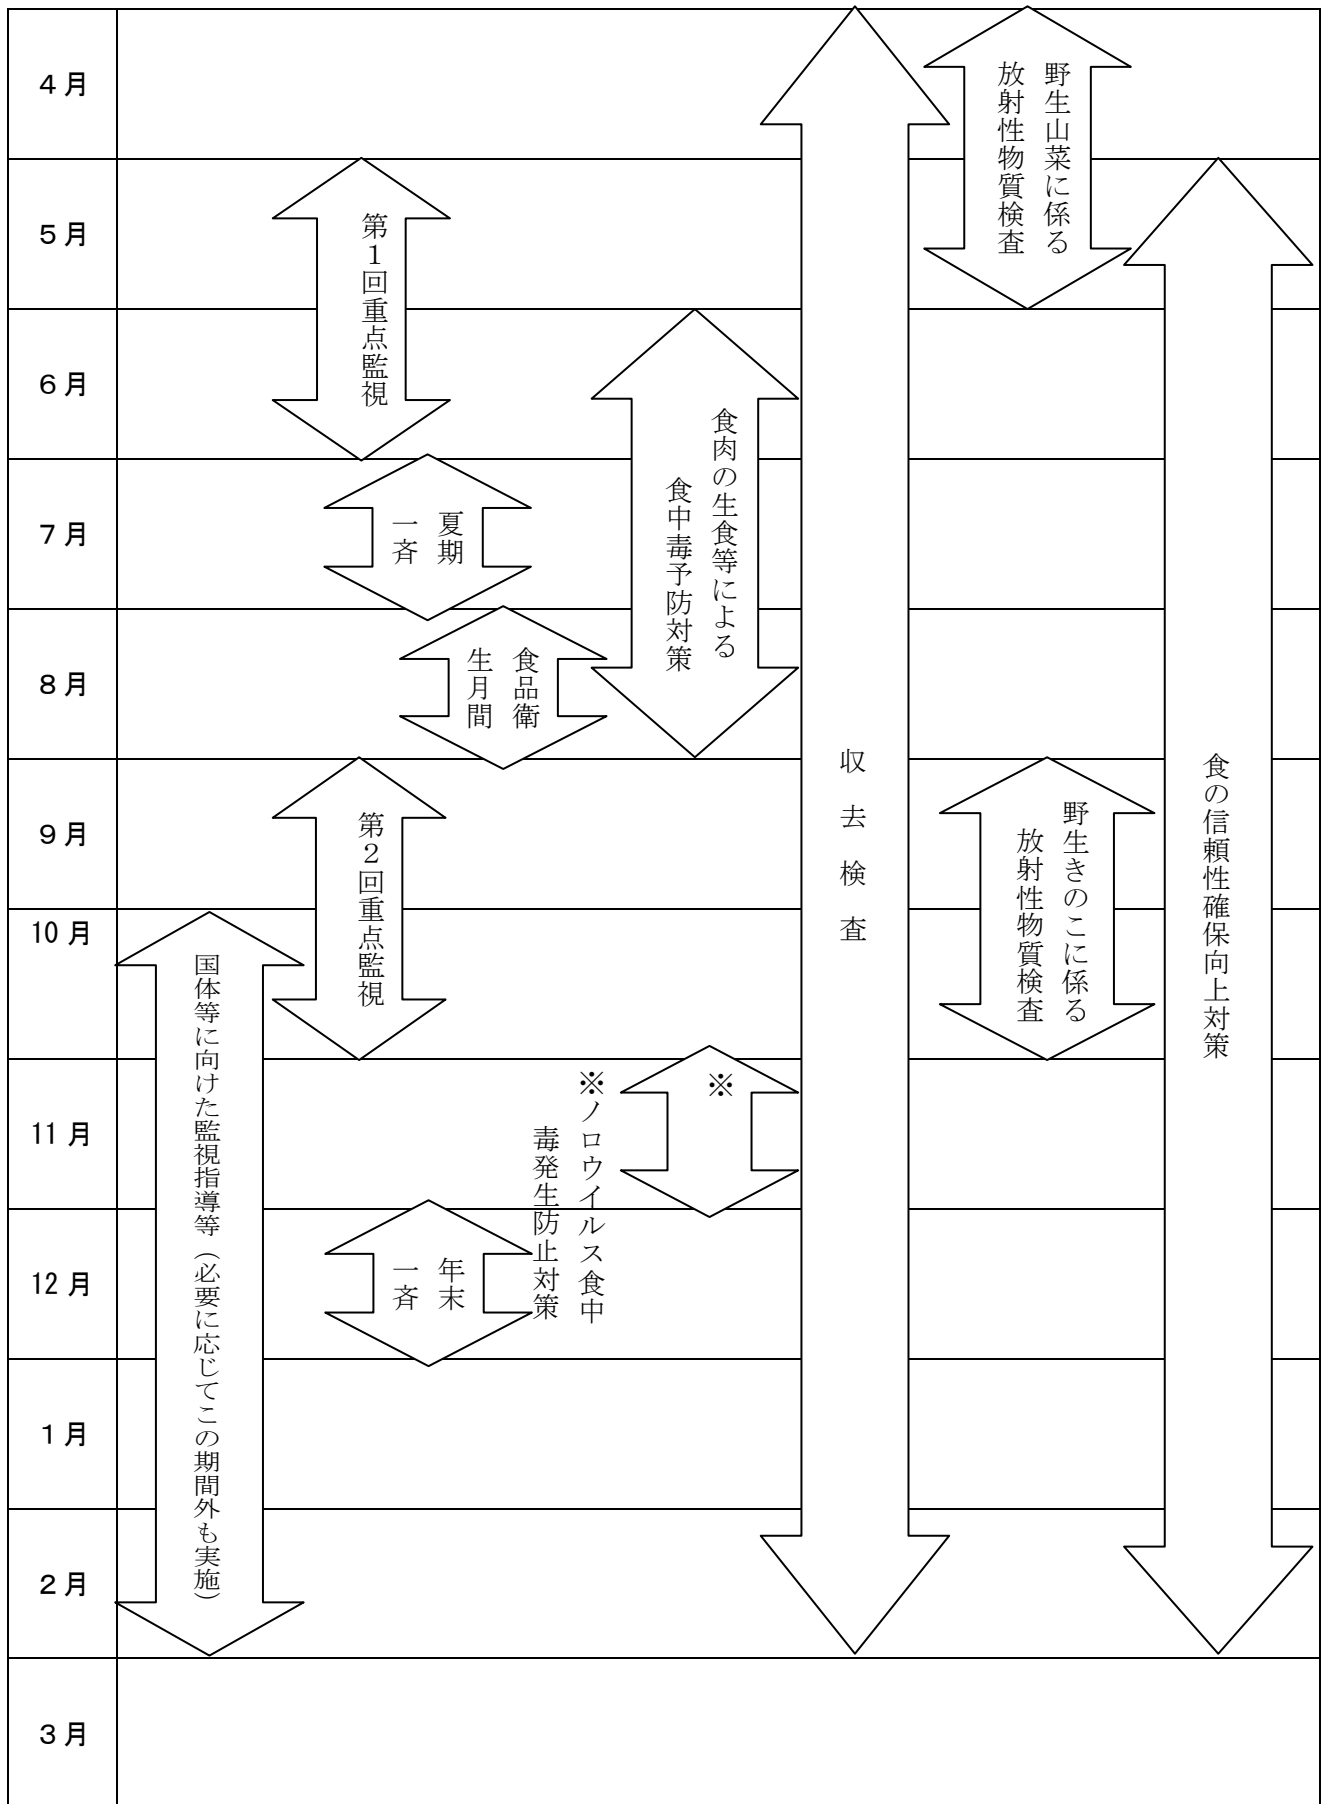 ４月
５月
６月
７月
８月
９月
10月
11月
12月
１月
２月
３月
野生山菜に係る
放射性物質検査
第１回重点監視
食肉の生食等による
食中毒予防対策
夏期
一斉
食品衛
生月間
収去検査
食の信頼性確保向上対策
野生きのこに係る
放射性物質検査
第２回重点監視
国体等に向けた監視指導等（必要に応じてこの期間外も実施）
※
※ノロウイルス食中
毒発生防止対策
年末
一斉